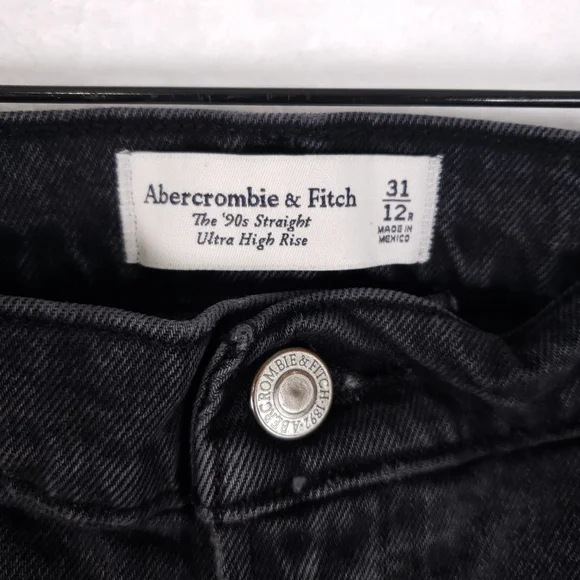 Abercrombie & Fitch
The '90s Straight
Ultra High Rise
31
12R
MADE IN
MEXICO
ABERCROMBIE & FITCH · 1892 ·